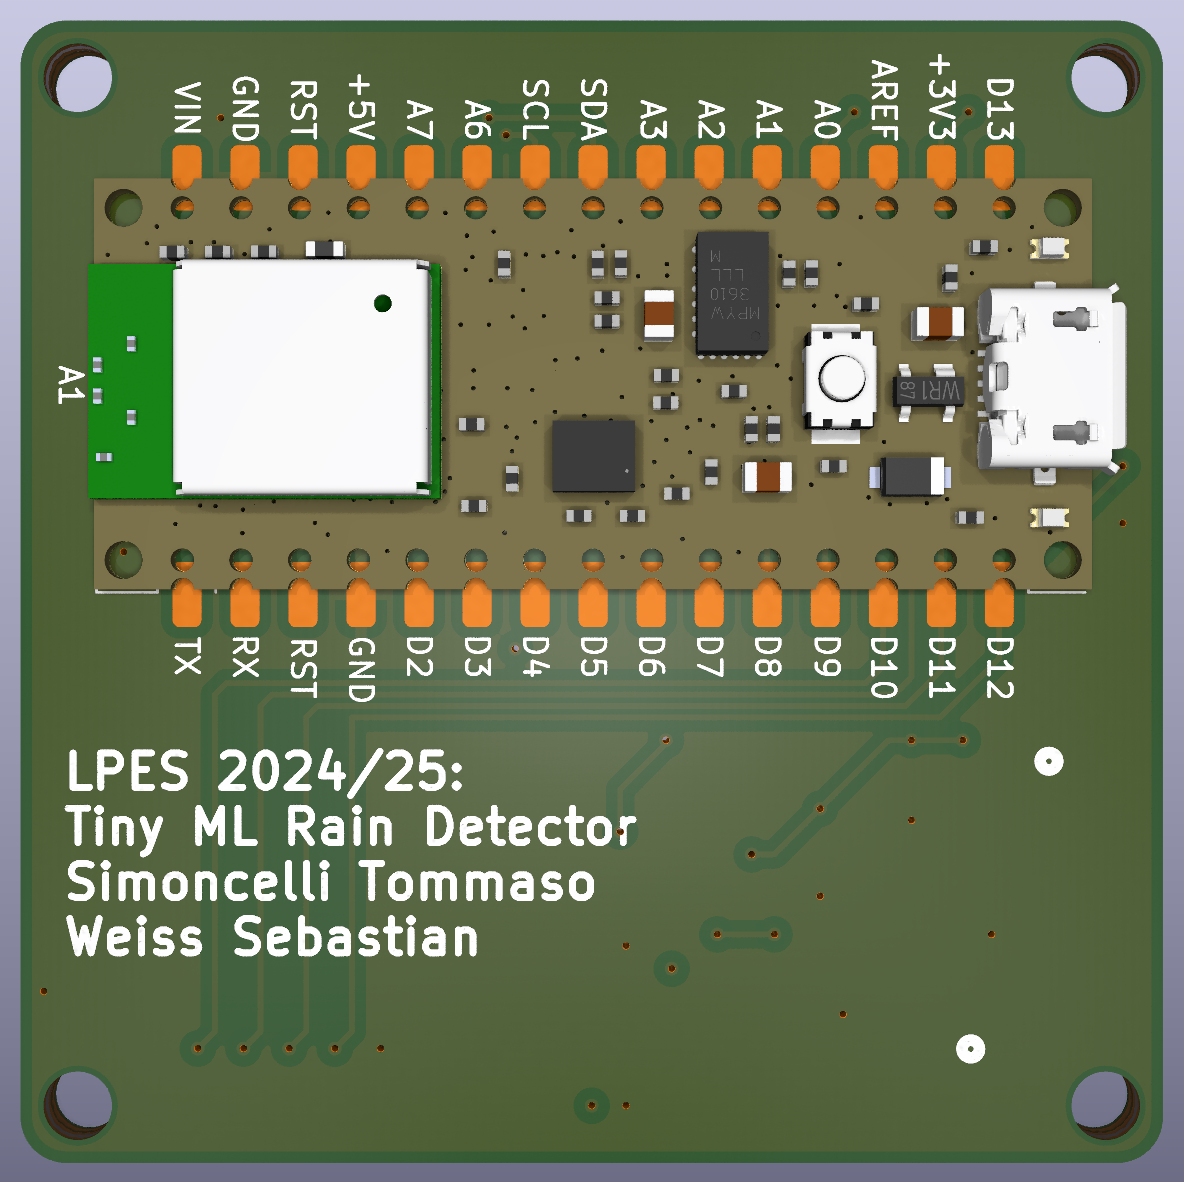 VIN GND RST +5V A7 A6 SCL SDA A3 A2 A1 A0 AREF +3V3 D13
MPYW
3610
LLL
M
A1
WR1
87
TX RX RST GND D2 D3 D4 D5 D6 D7 D8 D9 D10 D11 D12
LPES 2024/25:
Tiny ML Rain Detector
Simoncelli Tommaso
Weiss Sebastian